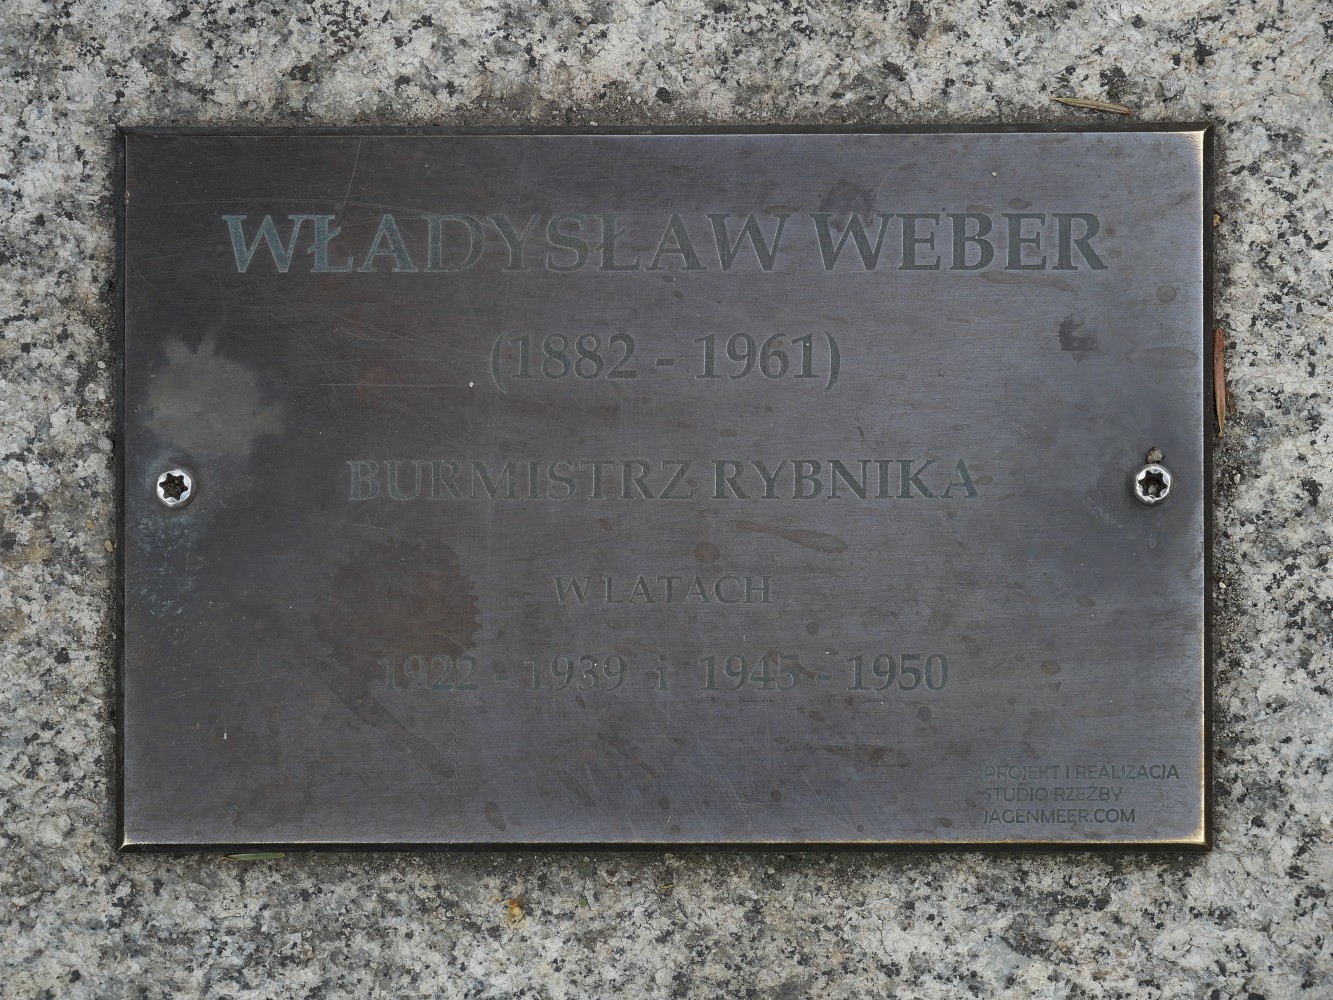 WŁADYSŁAW WEBER
(1882 - 1961)
BURMISTRZ RYBNIKA
W LATACH
1922 - 1939 i 1945 - 1950
PROJEKT I REALIZACJA
STUDIO RZEŹBY
JAGENMEER.COM